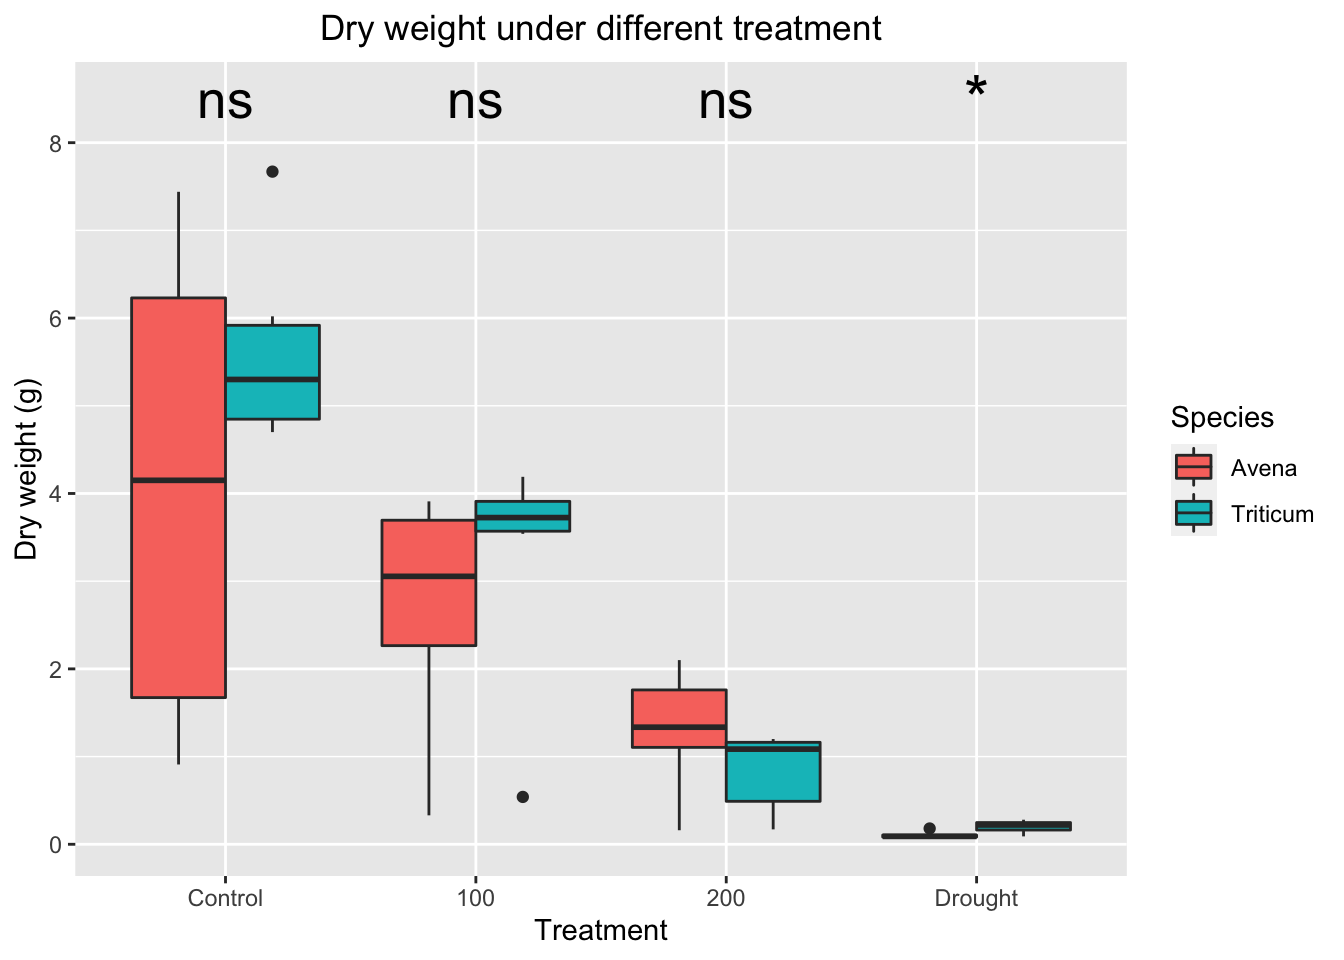 Dry weight under different treatment
ns ns ns *
8
6
4
2
0
Dry weight (g)
Control 100 200 Drought
Treatment
Species
Avena
Triticum